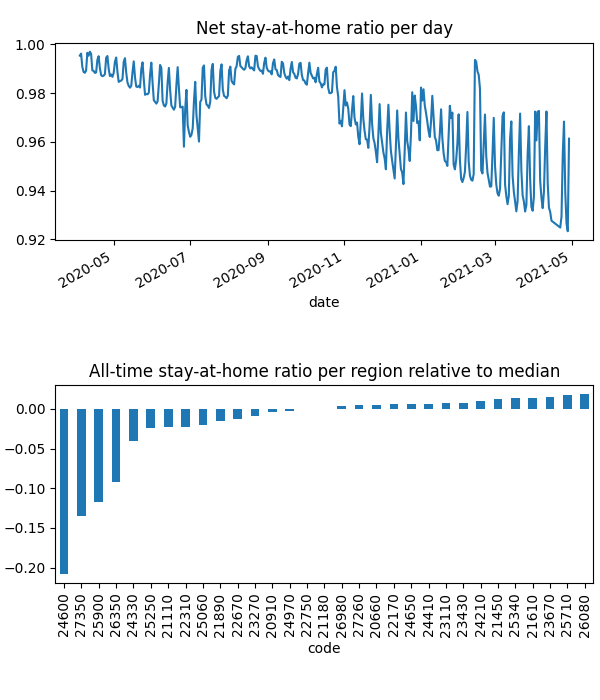 Net stay-at-home ratio per day
1.00
0.98
0.96
0.94
0.92
2020-05 2020-07 2020-09 2020-11 2021-01 2021-03 2021-05
date
All-time stay-at-home ratio per region relative to median
0.00
−0.05
−0.10
−0.15
−0.20
24600 27350 25900 26350 24330 25250 21110 22310 25060 21890 22670 23270 20910 24970 22750 21180 26980 27260 20660 22170 24650 24410 23110 23430 24210 21450 25340 21610 23670 25710 26080
code